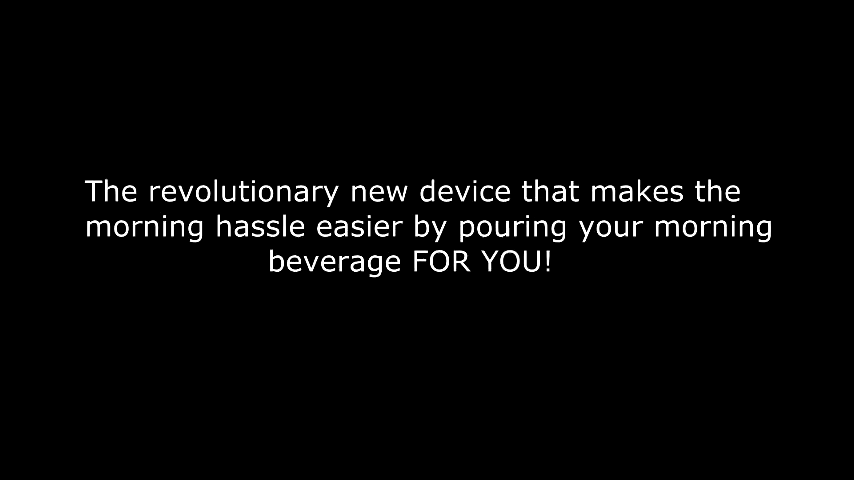 The revolutionary new device that makes the
morning hassle easier by pouring your morning
beverage FOR YOU!